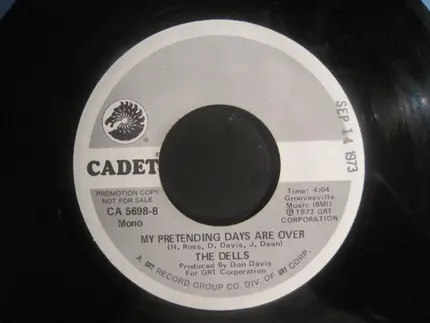 CADET®
PROMOTION COPY
NOT FOR SALE
CA 5698-B
Mono
SEP 14 1973
Time: 4:04
Groovesville
Music (BMI)
℗ 1973 GRT
CORPORATION
MY PRETENDING DAYS ARE OVER
(H. Ross, D. Davis, J. Dean)
THE DELLS
Produced By Don Davis
For GRT Corporation
A GRT RECORD GROUP CO. DIV. OF GRT CORP.